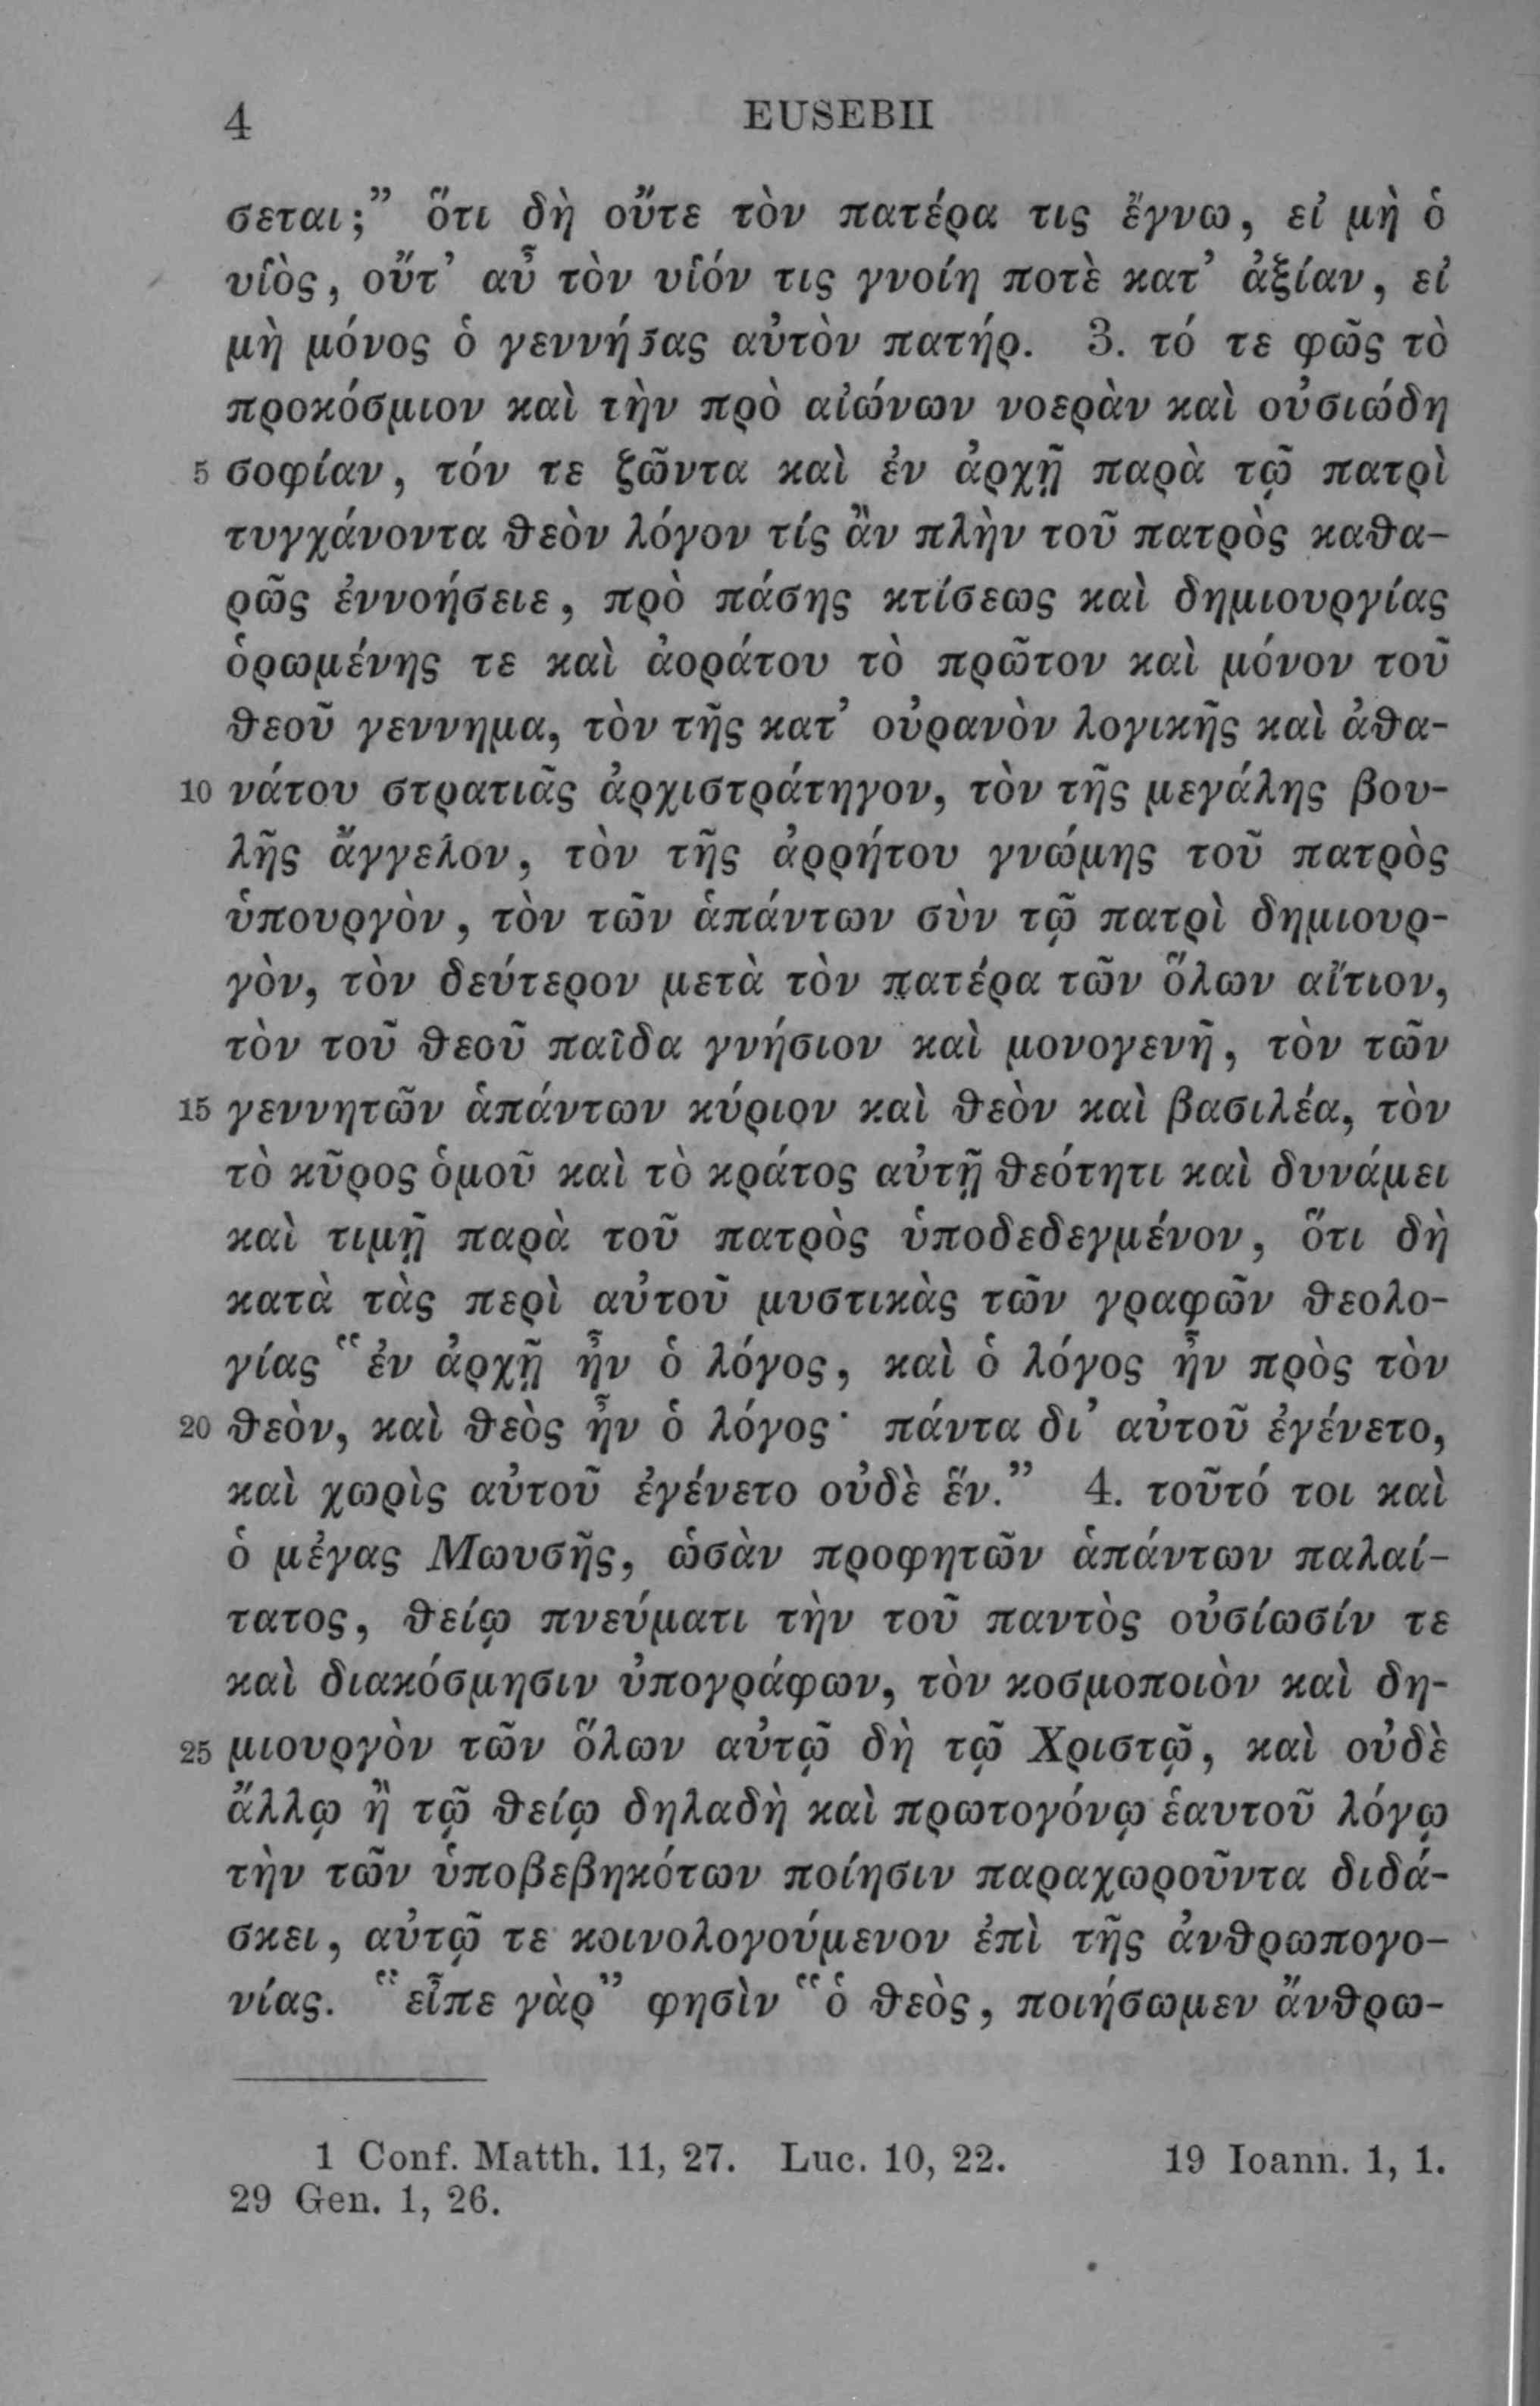 4 EUSEBII
σεται;” ὅτι δὴ οὔτε τὸν πατέρα τις ἔγνω, εἰ μὴ ὁ
υἱὸς, οὔτ’ αὖ τὸν υἱόν τις γνοίη ποτὲ κατ’ ἀξίαν, εἰ
μὴ μόνος ὁ γεννήσας αὐτὸν πατήρ. 3. τό τε φῶς τὸ
προκόσμιον καὶ τὴν πρὸ αἰώνων νοερὰν καὶ οὐσιώδη
5 σοφίαν, τόν τε ζῶντα καὶ ἐν ἀρχῇ παρὰ τῷ πατρὶ
τυγχάνοντα θεὸν λόγον τίς ἂν πλὴν τοῦ πατρὸς καθα-
ρῶς ἐννοήσειε, πρὸ πάσης κτίσεως καὶ δημιουργίας
ὁρωμένης τε καὶ ἀοράτου τὸ πρῶτον καὶ μόνον τοῦ
θεοῦ γεννημα, τὸν τῆς κατ’ οὐρανὸν λογικῆς καὶ ἀθα-
10 νάτου στρατιᾶς ἀρχιστράτηγον, τὸν τῆς μεγάλης βου-
λῆς ἄγγελον, τὸν τῆς ἀρρήτου γνώμης τοῦ πατρὸς
ὑπουργὸν, τὸν τῶν ἁπάντων σὺν τῷ πατρὶ δημιουρ-
γὸν, τὸν δεύτερον μετὰ τὸν πατέρα τῶν ὅλων αἴτιον,
τὸν τοῦ θεοῦ παῖδα γνήσιον καὶ μονογενῆ, τὸν τῶν
15 γεννητῶν ἁπάντων κύριον καὶ θεὸν καὶ βασιλέα, τὸν
τὸ κῦρος ὁμοῦ καὶ τὸ κράτος αὐτῇ θεότητι καὶ δυνάμει
καὶ τιμῇ παρὰ τοῦ πατρὸς ὑποδεδεγμένον, ὅτι δὴ
κατὰ τὰς περὶ αὐτοῦ μυστικὰς τῶν γραφῶν θεολο-
γίας “ἐν ἀρχῇ ἦν ὁ λόγος, καὶ ὁ λόγος ἦν πρὸς τὸν
20 θεὸν, καὶ θεὸς ἦν ὁ λόγος· πάντα δι’ αὐτοῦ ἐγένετο,
καὶ χωρὶς αὐτοῦ ἐγένετο οὐδὲ ἕν.” 4. τοῦτό τοι καὶ
ὁ μέγας Μωυσῆς, ὡσὰν προφητῶν ἁπάντων παλαί-
τατος, θείῳ πνεύματι τὴν τοῦ παντὸς οὐσίωσίν τε
καὶ διακόσμησιν ὑπογράφων, τὸν κοσμοποιὸν καὶ δη-
25 μιουργὸν τῶν ὅλων αὐτῷ δὴ τῷ Χριστῷ, καὶ οὐδὲ
ἄλλῳ ἢ τῷ θείῳ δηλαδὴ καὶ πρωτογόνῳ ἑαυτοῦ λόγῳ
τὴν τῶν ὑποβεβηκότων ποίησιν παραχωροῦντα διδά-
σκει, αὐτῷ τε κοινολογούμενον ἐπὶ τῆς ἀνθρωπογο-
νίας. “εἶπε γὰρ” φησὶν “ὁ θεὸς, ποιήσωμεν ἄνθρω-
1 Conf. Matth. 11, 27. Luc. 10, 22. 19 Ioann. 1, 1.
29 Gen. 1, 26.